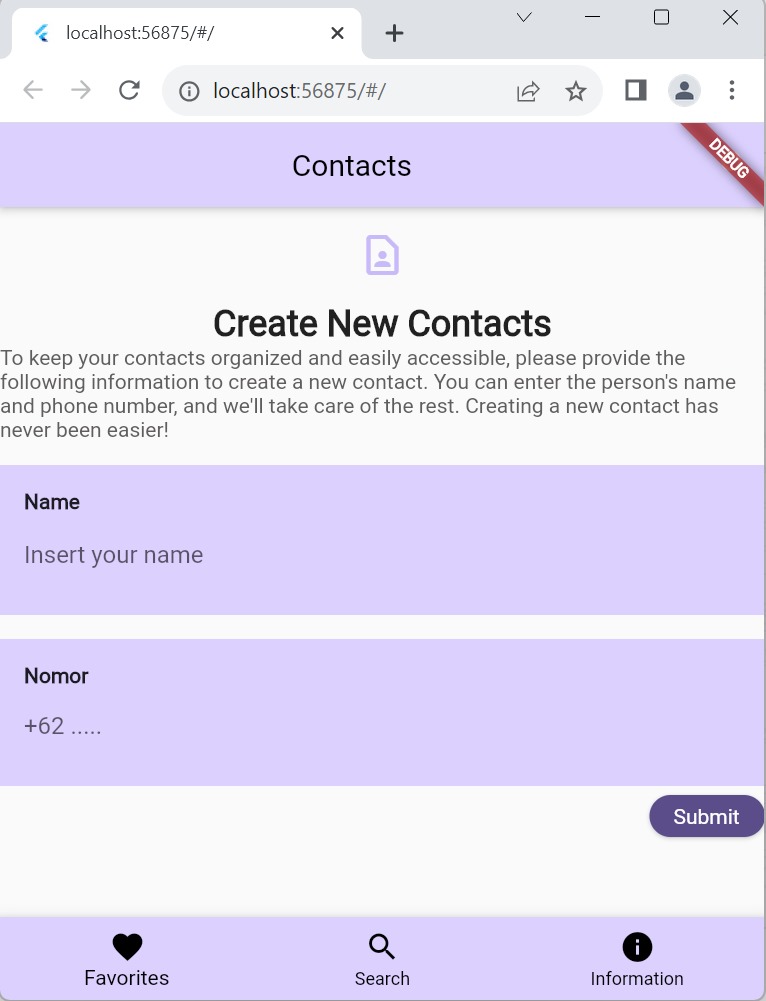 localhost:56875/#/
localhost:56875/#/
Contacts
DEBUG
Create New Contacts
To keep your contacts organized and easily accessible, please provide the
following information to create a new contact. You can enter the person's name
and phone number, and we'll take care of the rest. Creating a new contact has
never been easier!
Name
Insert your name
Nomor
+62 .....
Submit
Favorites
Search
Information